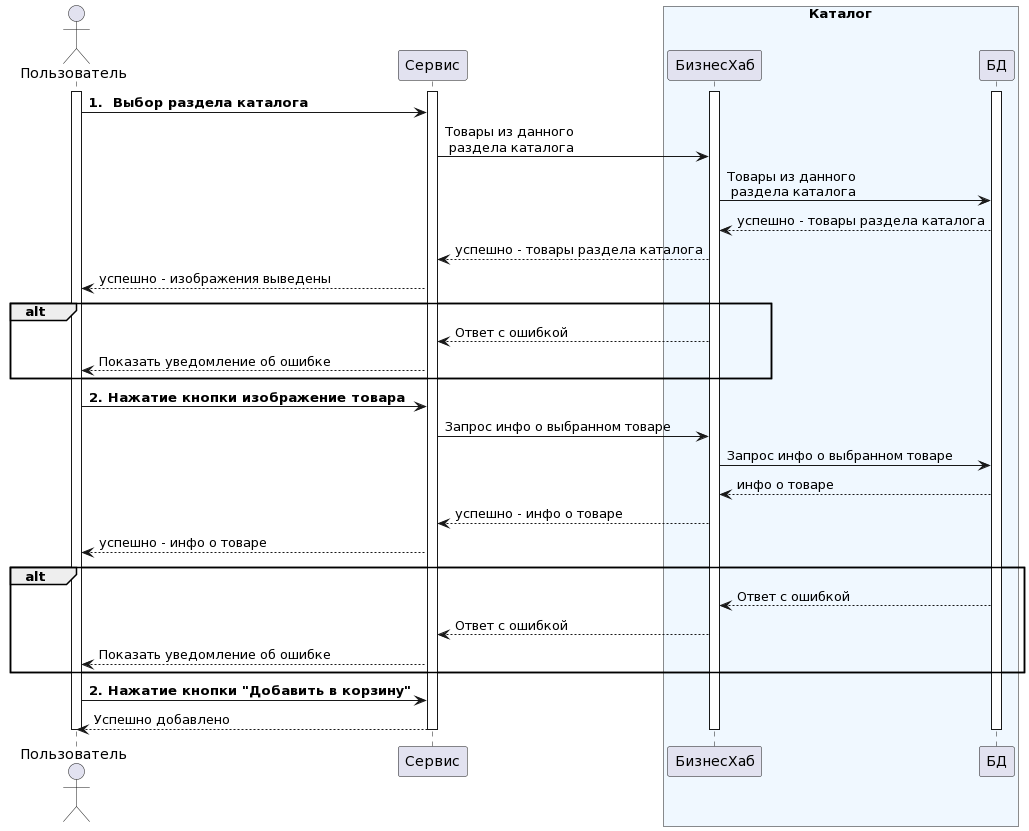 Каталог
Пользователь
Сервис
БизнесХаб
БД
1.  Выбор раздела каталога
Товары из данного
раздела каталога
Товары из данного
раздела каталога
успешно - товары раздела каталога
успешно - товары раздела каталога
успешно - изображения выведены
alt
Ответ с ошибкой
Показать уведомление об ошибке
2. Нажатие кнопки изображение товара
Запрос инфо о выбранном товаре
Запрос инфо о выбранном товаре
инфо о товаре
успешно - инфо о товаре
успешно - инфо о товаре
alt
Ответ с ошибкой
Ответ с ошибкой
Показать уведомление об ошибке
2. Нажатие кнопки "Добавить в корзину"
Успешно добавлено
Пользователь
Сервис
БизнесХаб
БД